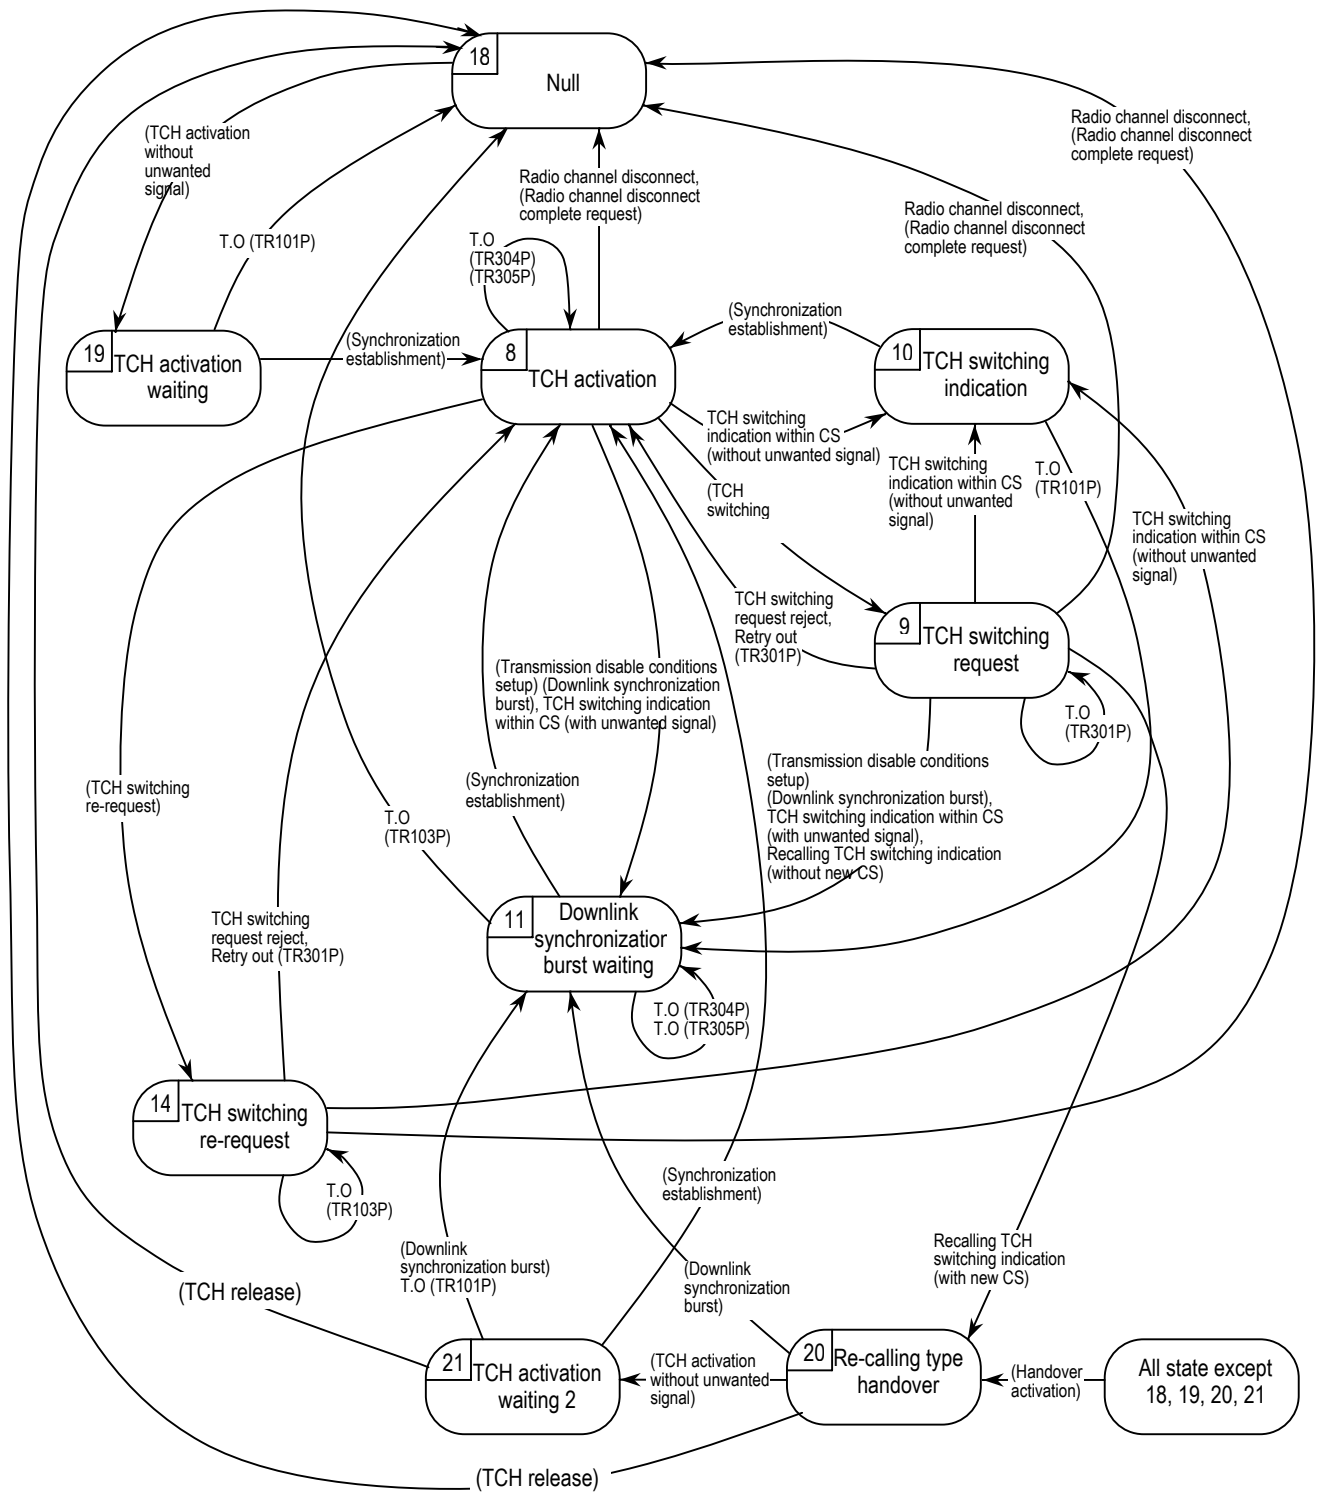 18
Null
(TCH activation
without
unwanted
signal)
T.O (TR101P)
Radio channel disconnect,
(Radio channel disconnect
complete request)
Radio channel disconnect,
(Radio channel disconnect
complete request)
Radio channel disconnect,
(Radio channel disconnect
complete request)
T.O
(TR304P)
(TR305P)
19
TCH activation
waiting
(Synchronization
establishment)
8
TCH activation
(Synchronization
establishment)
10
TCH switching
indication
TCH switching
indication within CS
(without unwanted signal)
(TCH
switching
TCH switching
indication within CS
(without unwanted
signal)
T.O
(TR101P)
TCH switching
indication within CS
(without unwanted
signal)
TCH switching
request reject,
Retry out
(TR301P)
9
TCH switching
request
T.O
(TR301P)
(Transmission disable conditions
setup) (Downlink synchronization
burst), TCH switching indication
within CS (with unwanted signal)
(Synchronization
establishment)
(Transmission disable conditions
setup)
(Downlink synchronization burst),
TCH switching indication within CS
(with unwanted signal),
Recalling TCH switching indication
(without new CS)
(TCH switching
re-request)
T.O
(TR103P)
TCH switching
request reject,
Retry out (TR301P)
11
Downlink
synchronization
burst waiting
T.O (TR304P)
T.O (TR305P)
14
TCH switching
re-request
T.O
(TR103P)
(Synchronization
establishment)
(Downlink
synchronization burst)
T.O (TR101P)
(Downlink
synchronization
burst)
Recalling TCH
switching indication
(with new CS)
(TCH release)
21
TCH activation
waiting 2
(TCH activation
without unwanted
signal)
20
Re-calling type
handover
(Handover
activation)
All state except
18, 19, 20, 21
(TCH release)